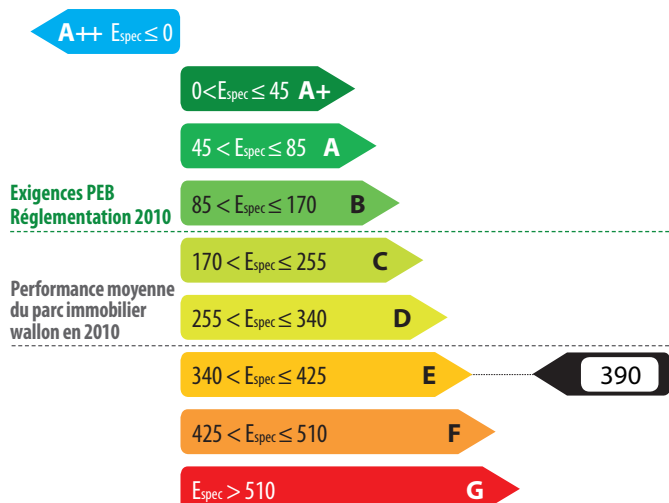 A++ Espec ≤ 0
0<Espec ≤ 45 A+
45 < Espec ≤ 85 A
Exigences PEB
Réglementation 2010
85 < Espec ≤ 170 B
170 < Espec ≤ 255 C
Performance moyenne
du parc immobilier
wallon en 2010
255 < Espec ≤ 340 D
340 < Espec ≤ 425 E
390
425 < Espec ≤ 510 F
Espec > 510 G